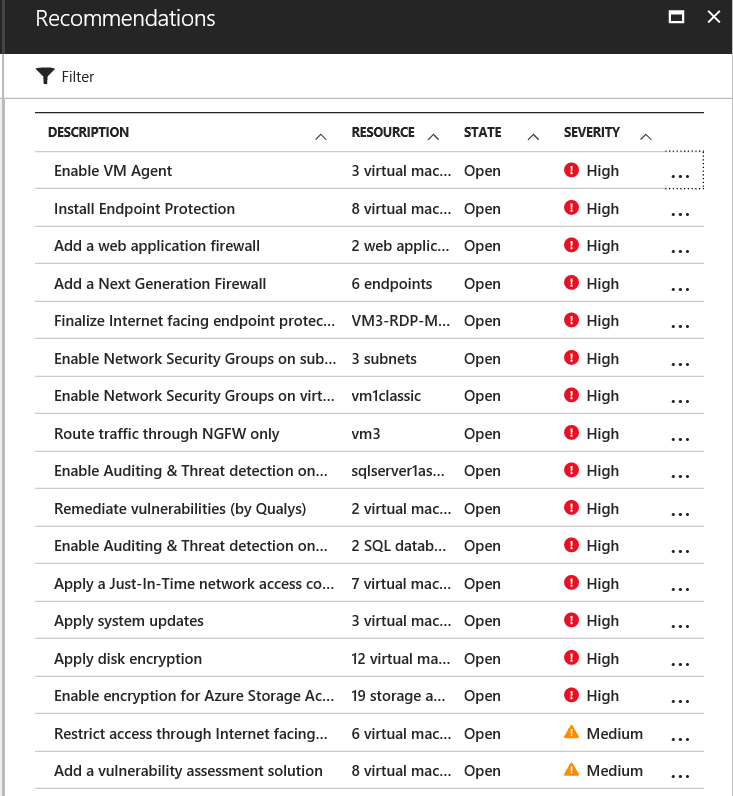 Recommendations
Filter
DESCRIPTION RESOURCE STATE SEVERITY
Enable VM Agent 3 virtual mac... Open High ...
Install Endpoint Protection 8 virtual mac... Open High ...
Add a web application firewall 2 web applic... Open High ...
Add a Next Generation Firewall 6 endpoints Open High ...
Finalize Internet facing endpoint protec... VM3-RDP-M... Open High ...
Enable Network Security Groups on sub... 3 subnets Open High ...
Enable Network Security Groups on virt... vm1classic Open High ...
Route traffic through NGFW only vm3 Open High ...
Enable Auditing & Threat detection on... sqlserver1as... Open High ...
Remediate vulnerabilities (by Qualys) 2 virtual mac... Open High ...
Enable Auditing & Threat detection on... 2 SQL datab... Open High ...
Apply a Just-In-Time network access co... 7 virtual mac... Open High ...
Apply system updates 3 virtual mac... Open High ...
Apply disk encryption 12 virtual ma... Open High ...
Enable encryption for Azure Storage Ac... 19 storage a... Open High ...
Restrict access through Internet facing... 6 virtual mac... Open Medium ...
Add a vulnerability assessment solution 8 virtual mac... Open Medium ...